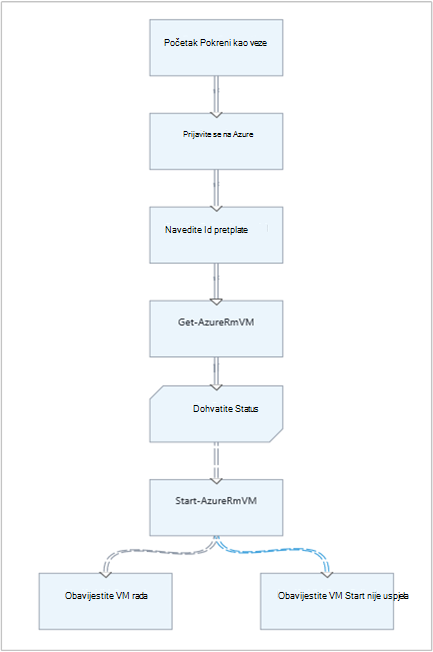 Početak Pokreni kao veze
Prijavite se na Azure
Navedite Id pretplate
Get-AzureRmVM
Dohvatite Status
Start-AzureRmVM
Obavijestite VM rada
Obavijestite VM Start nije uspjela